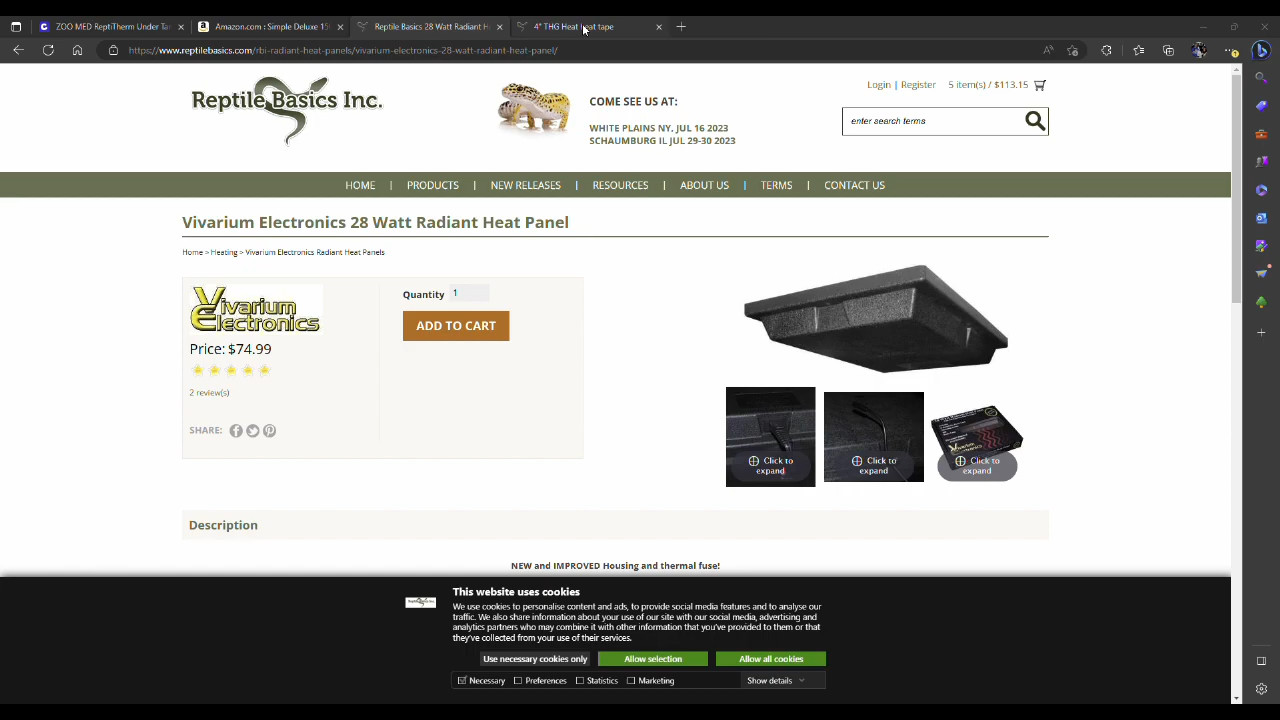 ZOO MED ReptiTherm Under Ta
Amazon.com : Simple Deluxe 150
Reptile Basics 28 Watt Radiant H
4" THG Heat heat tape
https://www.reptilebasics.com/rbi-radiant-heat-panels/vivarium-electronics-28-watt-radiant-heat-panel/
Reptile Basics Inc.
COME SEE US AT:
WHITE PLAINS NY, JUL 16 2023
SCHAUMBURG IL JUL 29-30 2023
Login | Register 5 item(s) / $113.15
enter search terms
HOME | PRODUCTS | NEW RELEASES | RESOURCES | ABOUT US | TERMS | CONTACT US
Vivarium Electronics 28 Watt Radiant Heat Panel
Home > Heating > Vivarium Electronics Radiant Heat Panels
Vivarium
Electronics
Price: $74.99
2 review(s)
SHARE:
Quantity 1
ADD TO CART
Click to
expand
Click to
expand
Click to
expand
Description
NEW and IMPROVED Housing and thermal fuse!
This website uses cookies
We use cookies to personalise content and ads, to provide social media features and to analyse our
traffic. We also share information about your use of our site with our social media, advertising and
analytics partners who may combine it with other information that you've provided to them or that
they've collected from your use of their services.
Use necessary cookies only
Allow selection
Allow all cookies
Necessary Preferences Statistics Marketing Show details